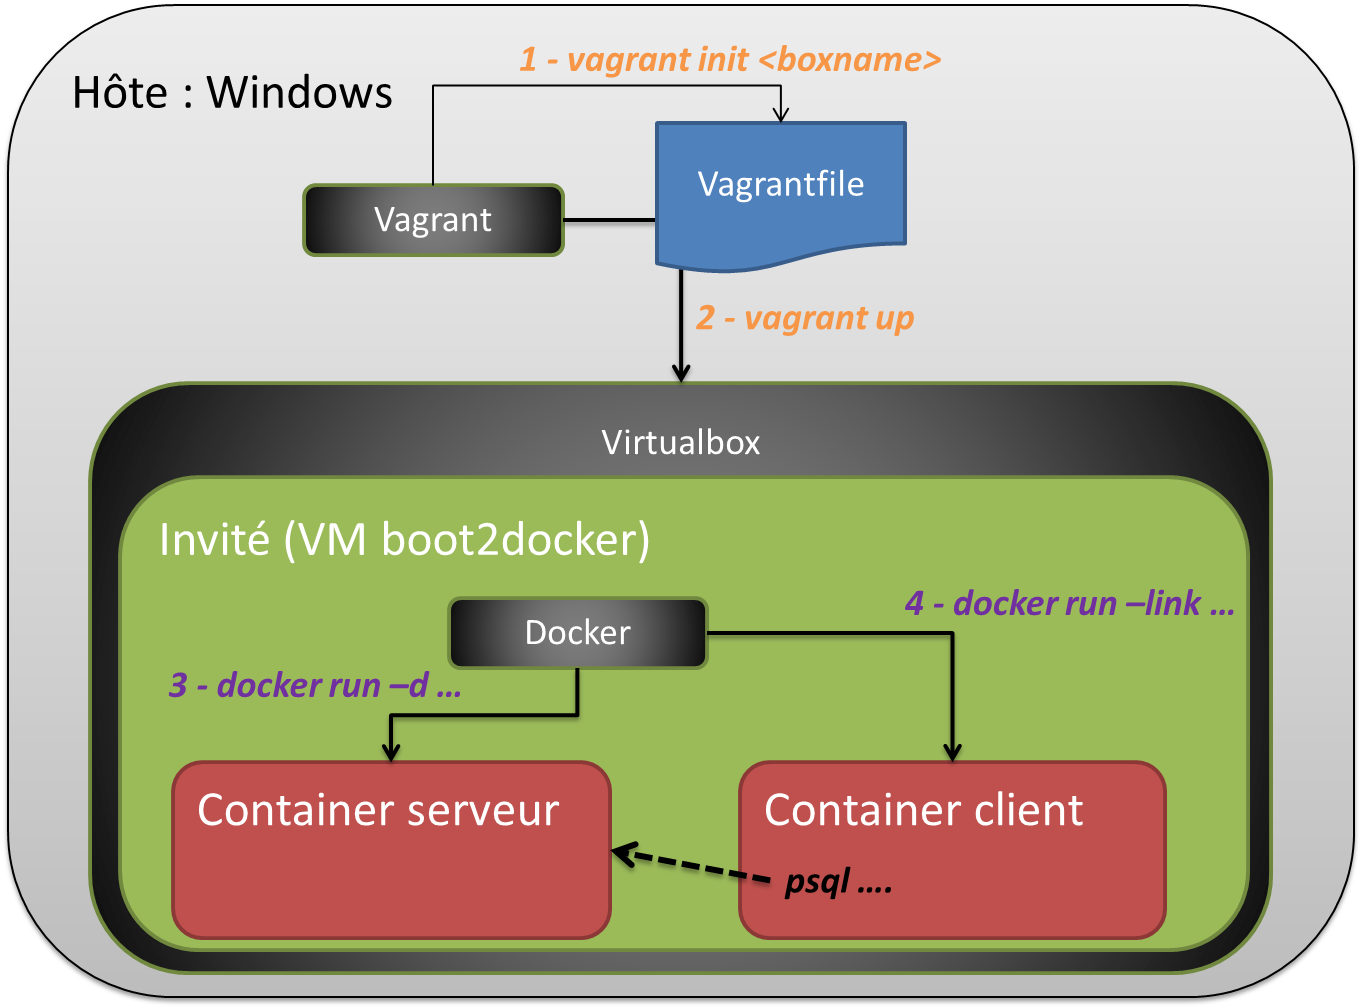 1 - vagrant init <boxname>
Hôte : Windows
Vagrantfile
Vagrant
2 - vagrant up
Virtualbox
Invité (VM boot2docker)
4 - docker run –link ...
Docker
3 - docker run –d ...
Container serveur
Container client
psql ....